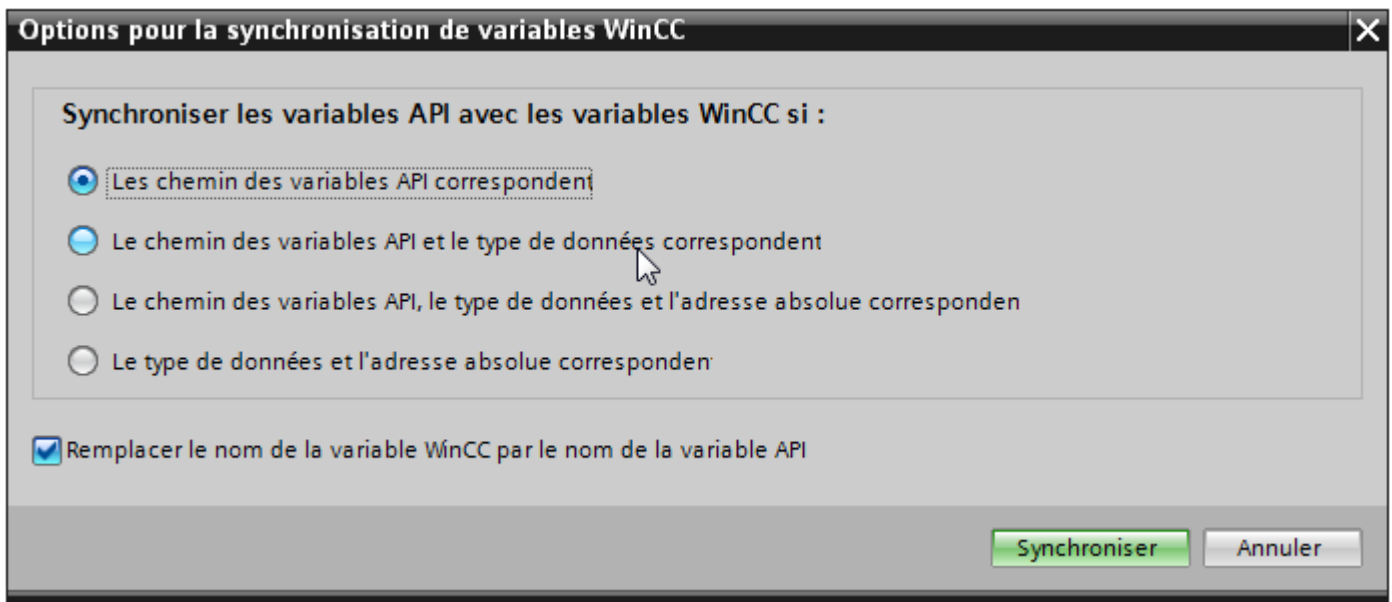 Options pour la synchronisation de variables WinCC
Synchroniser les variables API avec les variables WinCC si :
Les chemin des variables API correspondent
Le chemin des variables API et le type de données correspondent
Le chemin des variables API, le type de données et l'adresse absolue corresponden
Le type de données et l'adresse absolue corresponden
Remplacer le nom de la variable WinCC par le nom de la variable API
Synchroniser
Annuler